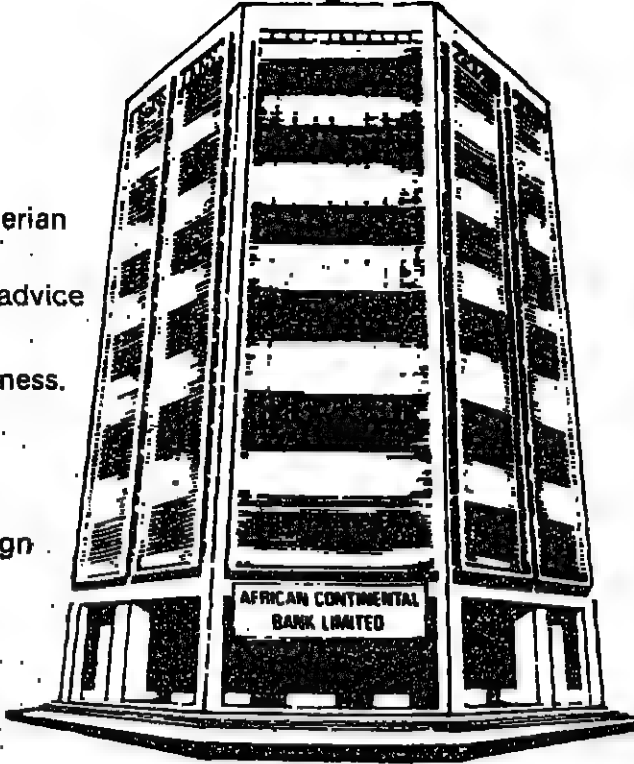 erian
advice
ness.
gn
AFRICAN CONTINENTAL
BANK LIMITED